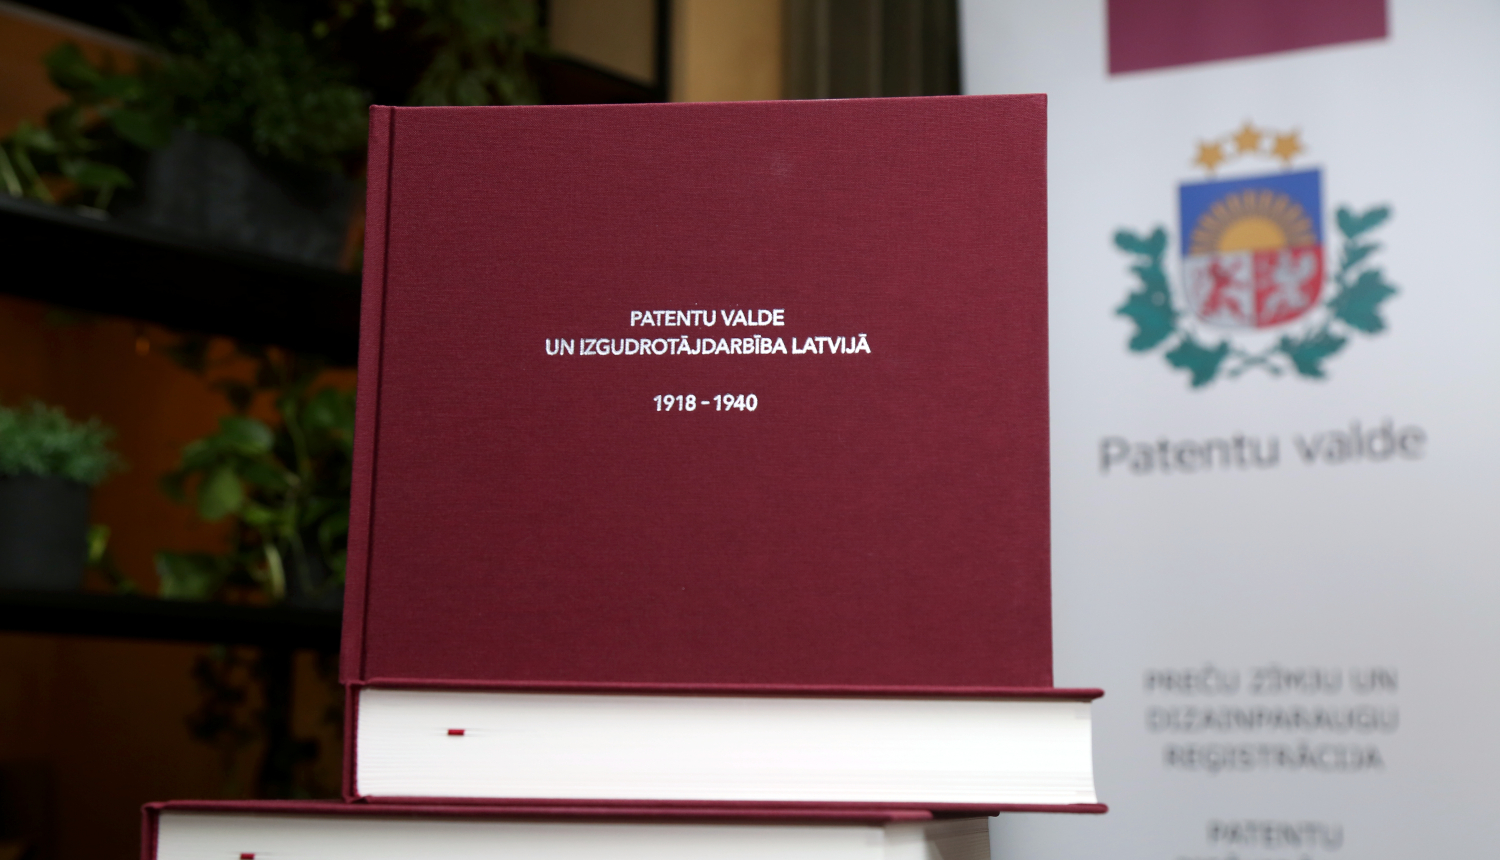 PATENTU VALDE
UN IZGUDROTĀJDARBĪBA LATVIJĀ
1918 - 1940
Patentu valde
PREČU ZĪMJU UN
DIZAINPARAUGU
REĢISTRĀCIJA
PATENTU